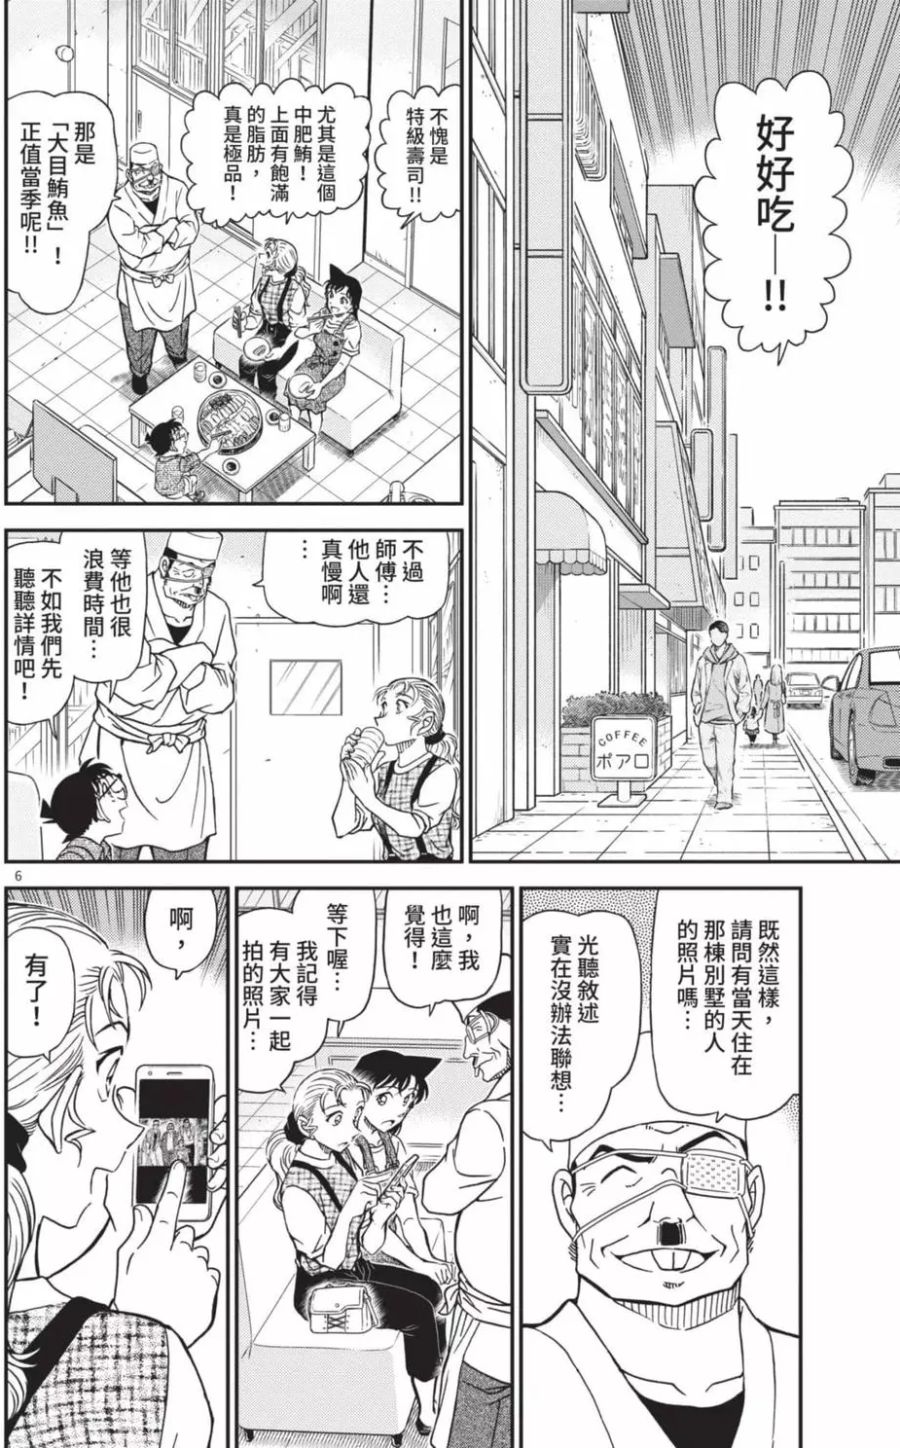 好好吃—!!
COFFEE
ポアロ
不愧是
特級壽司!!
尤其是這個
中肥鮪！
上面有飽滿
的脂肪，
真是極品！
那是
「大目鮪魚」！
正值當季呢!!
不過
師傅…
他人還
真慢啊
…
等他也很
浪費時間…
不如我們先
聽聽詳情吧！
6
既然這樣，
請問有當天住在
那棟別墅的人
的照片嗎…
光聽敘述
實在沒辦法聯想…
啊，我
也這麼
覺得！
等下喔…
我記得
有大家一起
拍的照片…
啊，
有了！